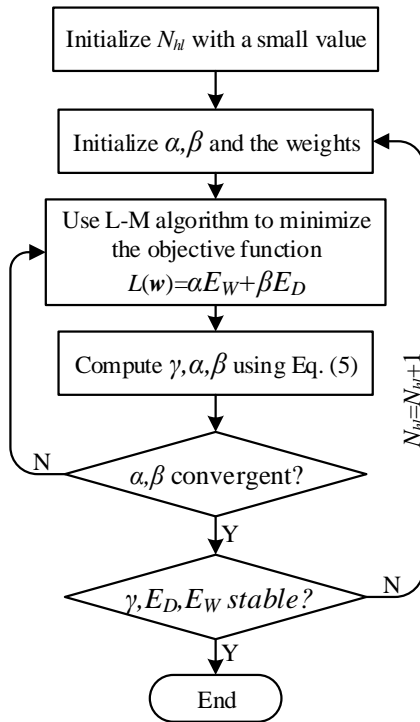 Initialize N_hl with a small value
Initialize α,β and the weights
Use L-M algorithm to minimize
the objective function
L(w)=αE_W+βE_D
Compute γ,α,β using Eq. (5)
α,β convergent?
N
Y
γ,E_D,E_W stable?
N
N_hl=N_hl+1
Y
End